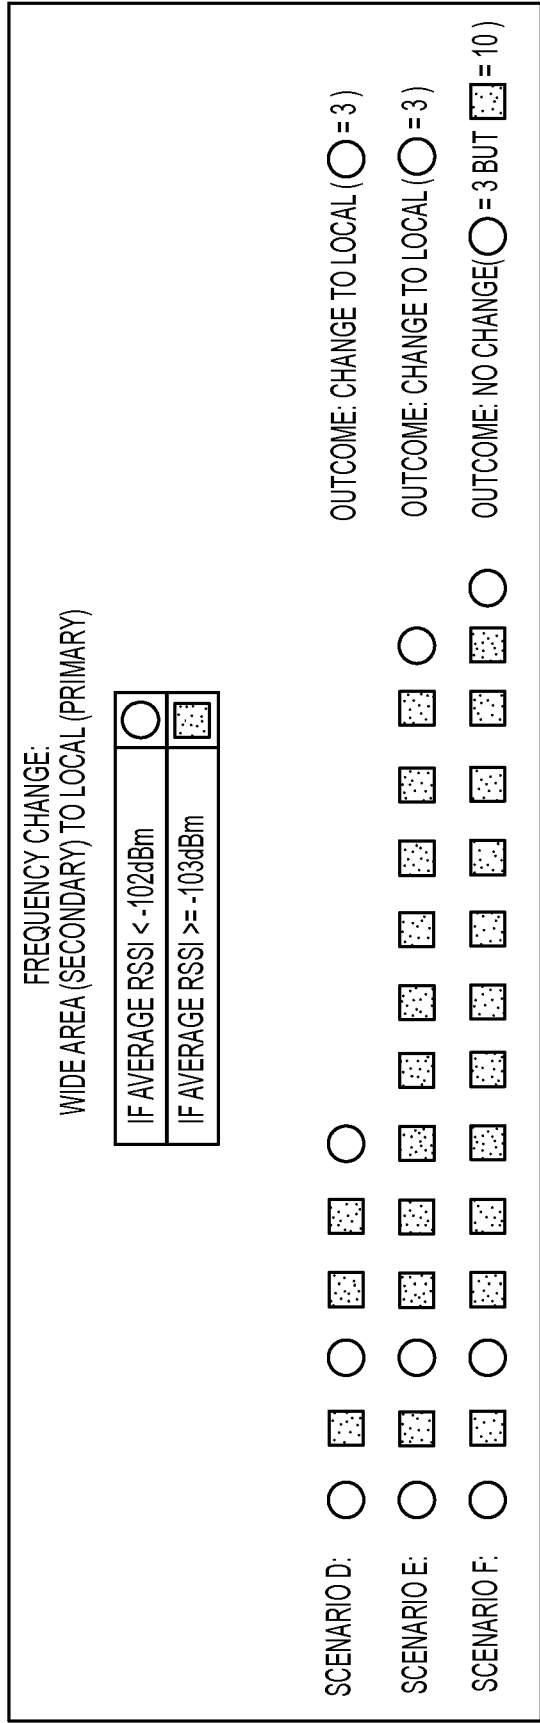 FREQUENCY CHANGE:
WIDE AREA (SECONDARY) TO LOCAL (PRIMARY)
IF AVERAGE RSSI < -102dBm
IF AVERAGE RSSI >= -103dBm
SCENARIO D: OUTCOME: CHANGE TO LOCAL ( = 3 )
SCENARIO E: OUTCOME: CHANGE TO LOCAL ( = 3 )
SCENARIO F: OUTCOME: NO CHANGE( = 3 BUT = 10 )